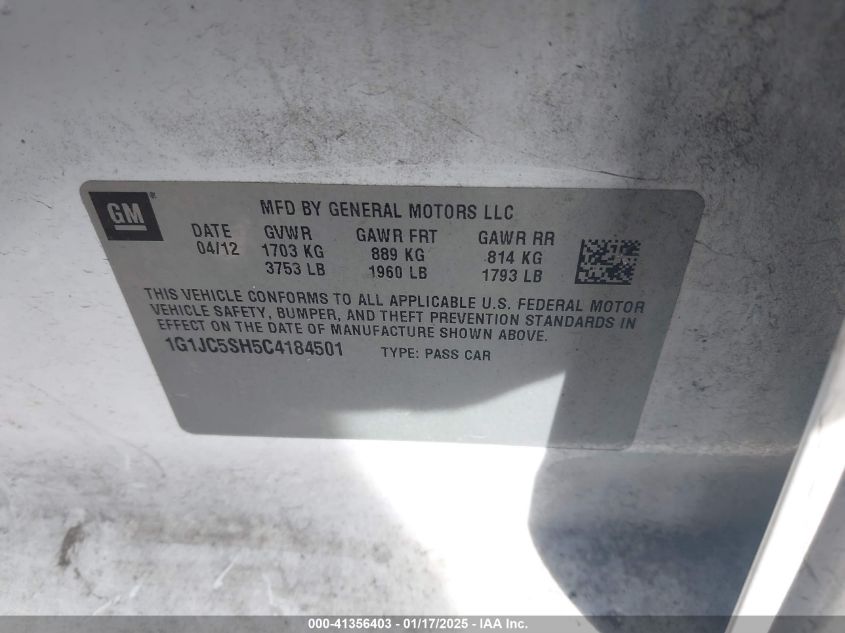 GM®
MFD BY GENERAL MOTORS LLC
DATE GVWR GAWR FRT GAWR RR
04/12 1703 KG 889 KG 814 KG
3753 LB 1960 LB 1793 LB
THIS VEHICLE CONFORMS TO ALL APPLICABLE U.S. FEDERAL MOTOR
VEHICLE SAFETY, BUMPER, AND THEFT PREVENTION STANDARDS IN
EFFECT ON THE DATE OF MANUFACTURE SHOWN ABOVE.
1G1JC5SH5C4184501 TYPE: PASS CAR
000-41356403 - 01/17/2025 - IAA Inc.